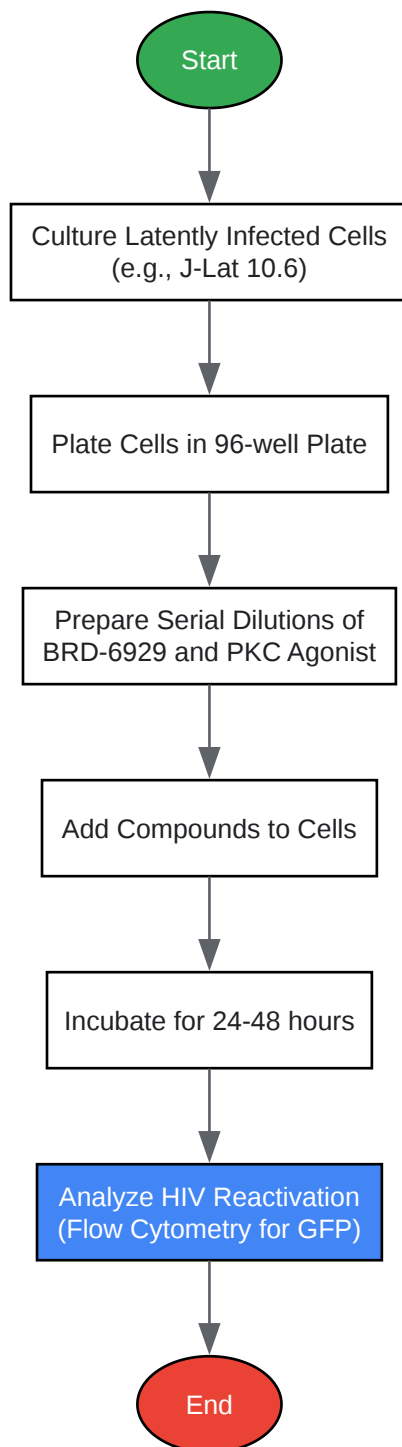 Start
Culture Latently Infected Cells
(e.g., J-Lat 10.6)
Plate Cells in 96-well Plate
Prepare Serial Dilutions of
BRD-6929 and PKC Agonist
Add Compounds to Cells
Incubate for 24-48 hours
Analyze HIV Reactivation
(Flow Cytometry for GFP)
End